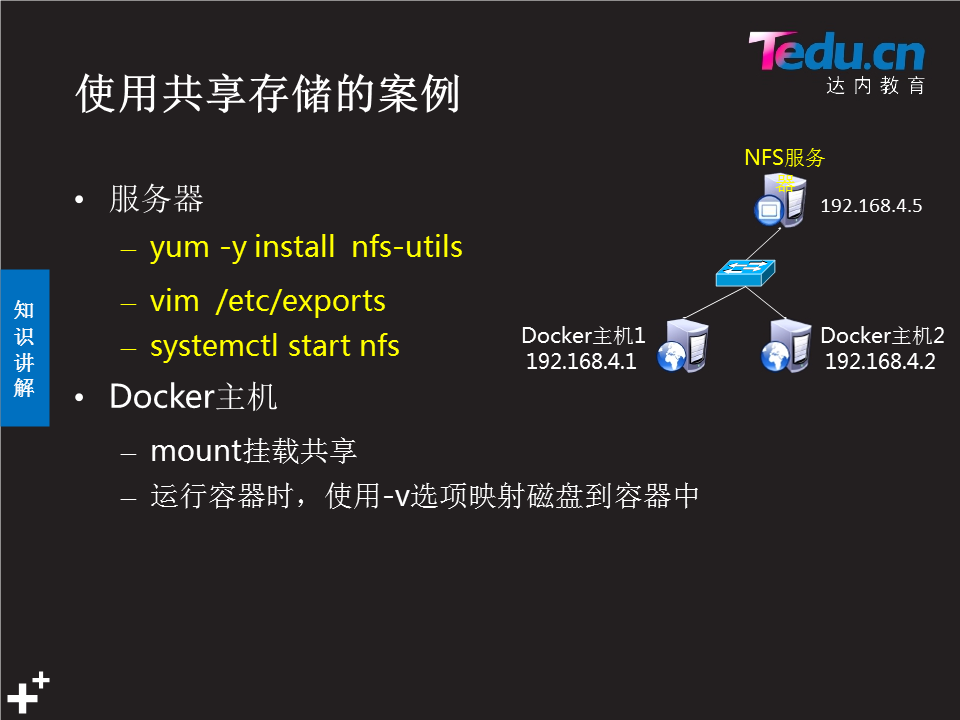 Tedu.cn
达内教育
使用共享存储的案例
• 服务器
– yum -y install nfs-utils
– vim /etc/exports
– systemctl start nfs
• Docker主机
– mount挂载共享
– 运行容器时，使用-v选项映射磁盘到容器中
知
识
讲
解
NFS服务
器
192.168.4.5
Docker主机1
192.168.4.1
Docker主机2
192.168.4.2